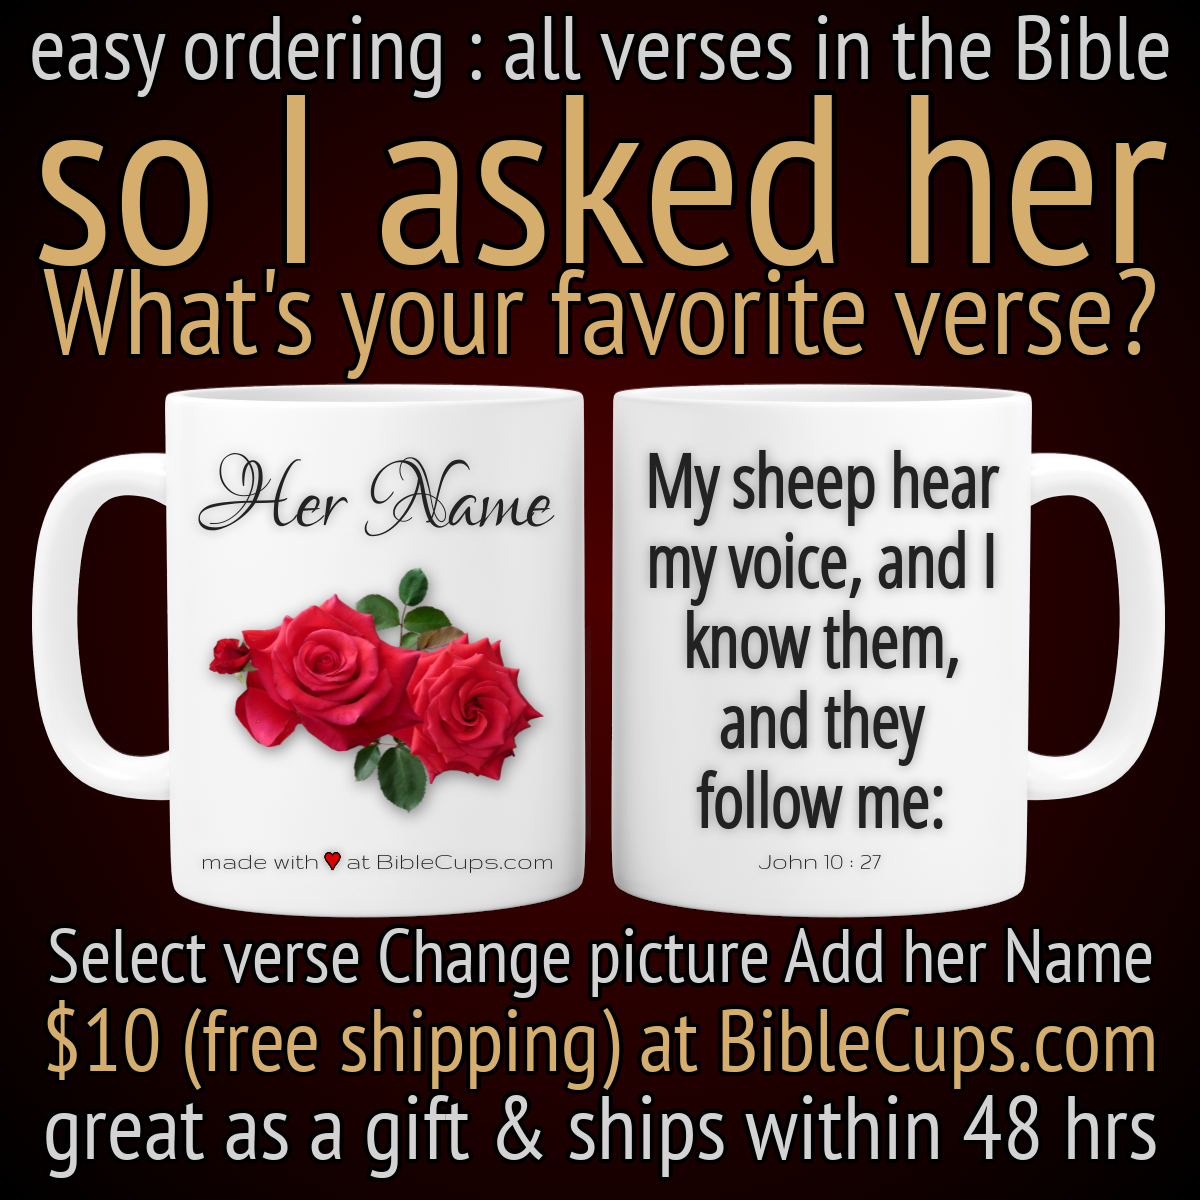 easy ordering : all verses in the Bible
so I asked her
What's your favorite verse?
Her Name
made with ♥ at BibleCups.com
My sheep hear
my voice, and I
know them,
and they
follow me:
John 10 : 27
Select verse Change picture Add her Name
$10 (free shipping) at BibleCups.com
great as a gift & ships within 48 hrs